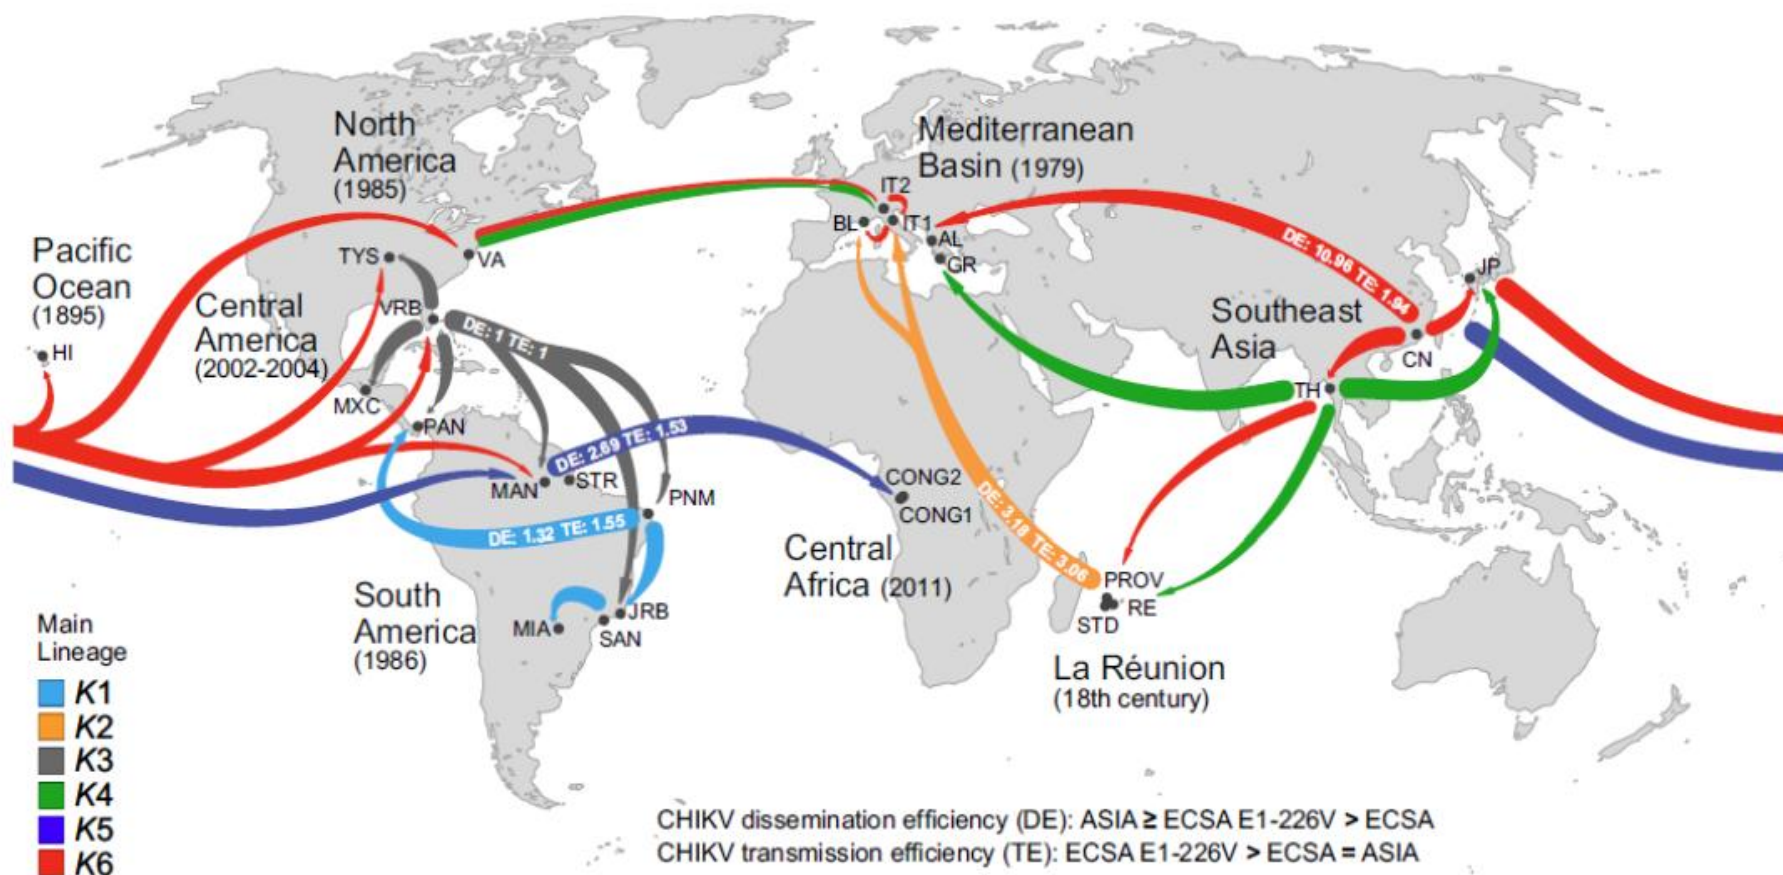 North
America
(1985)
Mediterranean
Basin (1979)
IT2
BL
IT1
AL
GR
DE: 10.96 TE: 1.94
JP
TYS
VA
Pacific
Ocean
(1895)
HI
Central
America
(2002-2004)
VRB
DE: 1 TE: 1
Southeast
Asia
CN
TH
MXC
PAN
DE: 2.69 TE: 1.53
MAN
STR
PNM
CONG2
CONG1
DE: 1.32 TE: 1.55
DE: 3.18 TE: 3.06
Central
Africa (2011)
PROV
RE
STD
South
America
(1986)
MIA
JRB
SAN
La Réunion
(18th century)
Main
Lineage
K1
K2
K3
K4
K5
K6
CHIKV dissemination efficiency (DE): ASIA ≥ ECSA E1-226V > ECSA
CHIKV transmission efficiency (TE): ECSA E1-226V > ECSA = ASIA